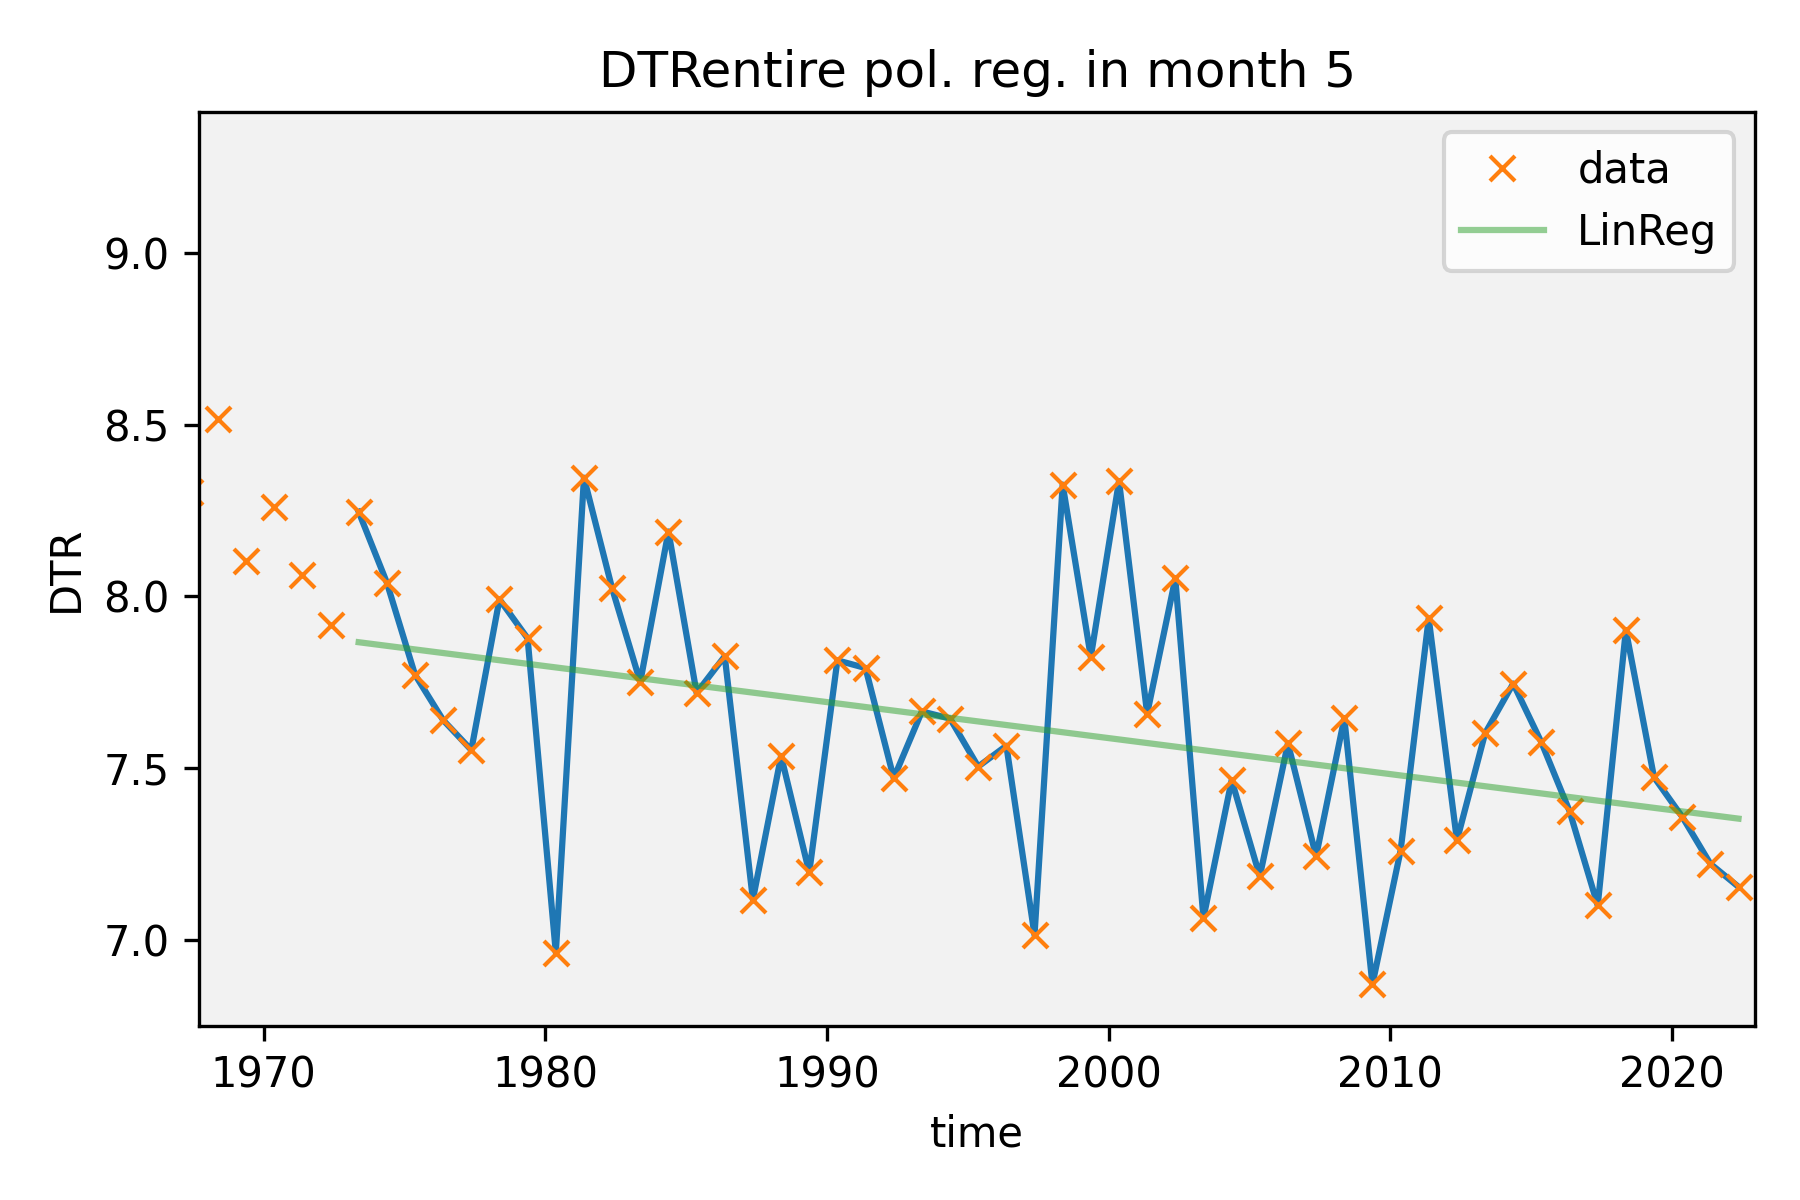 DTRentire pol. reg. in month 5
data
LinReg
9.0
8.5
8.0
7.5
7.0
DTR
1970 1980 1990 2000 2010 2020
time